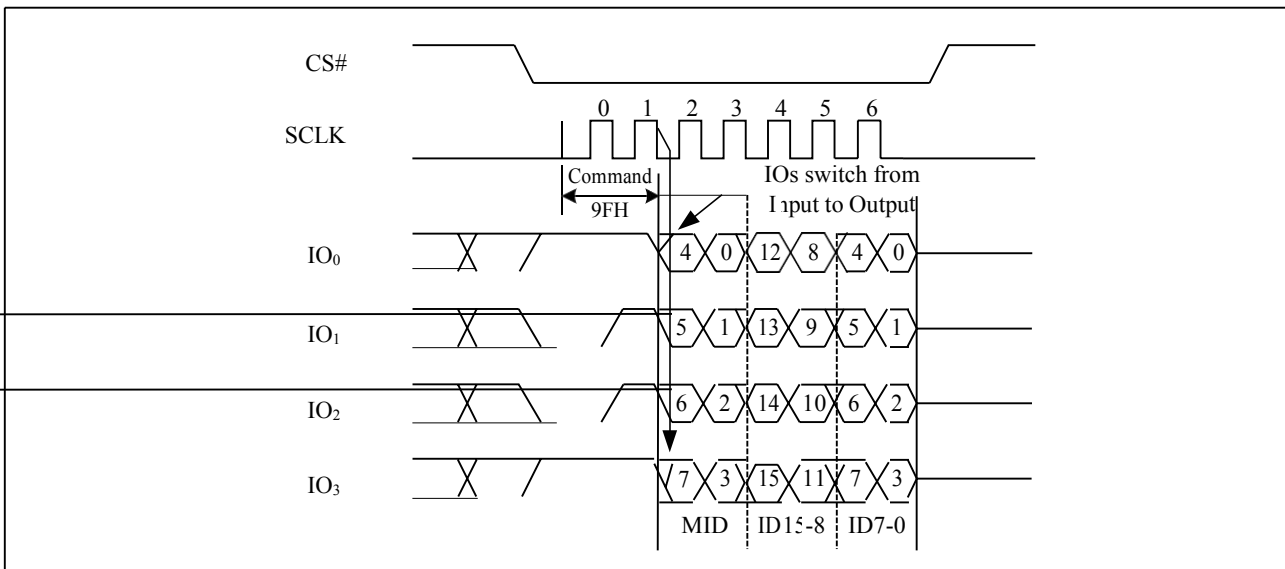 CS#
0 1 2 3 4 5 6
SCLK
Command
9FH
IOs switch from
Input to Output
IO₀ 4 0 12 8 4 0
IO₁ 5 1 13 9 5 1
IO₂ 6 2 14 10 6 2
IO₃ 7 3 15 11 7 3
MID ID15-8 ID7-0